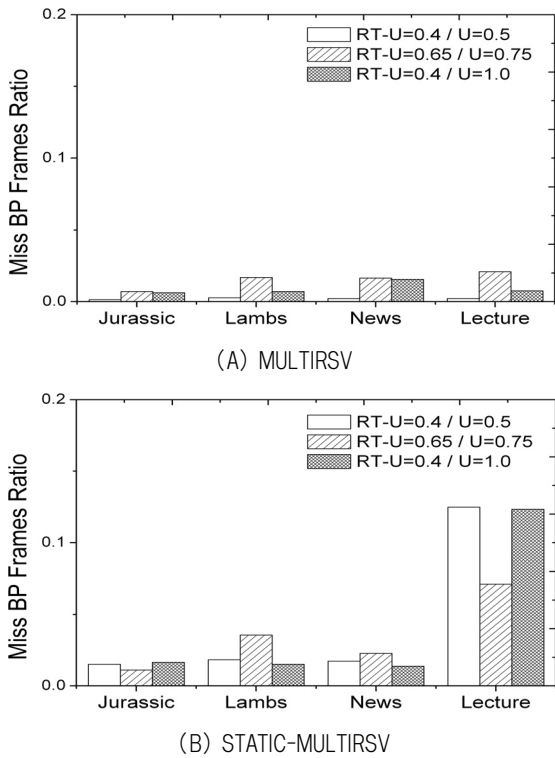 0.2
RT-U=0.4 / U=0.5
RT-U=0.65 / U=0.75
RT-U=0.4 / U=1.0
0.1
Miss BP Frames Ratio
0.0
Jurassic Lambs News Lecture
(A) MULTIRSV
0.2
RT-U=0.4 / U=0.5
RT-U=0.65 / U=0.75
RT-U=0.4 / U=1.0
0.1
Miss BP Frames Ratio
0.0
Jurassic Lambs News Lecture
(B) STATIC-MULTIRSV